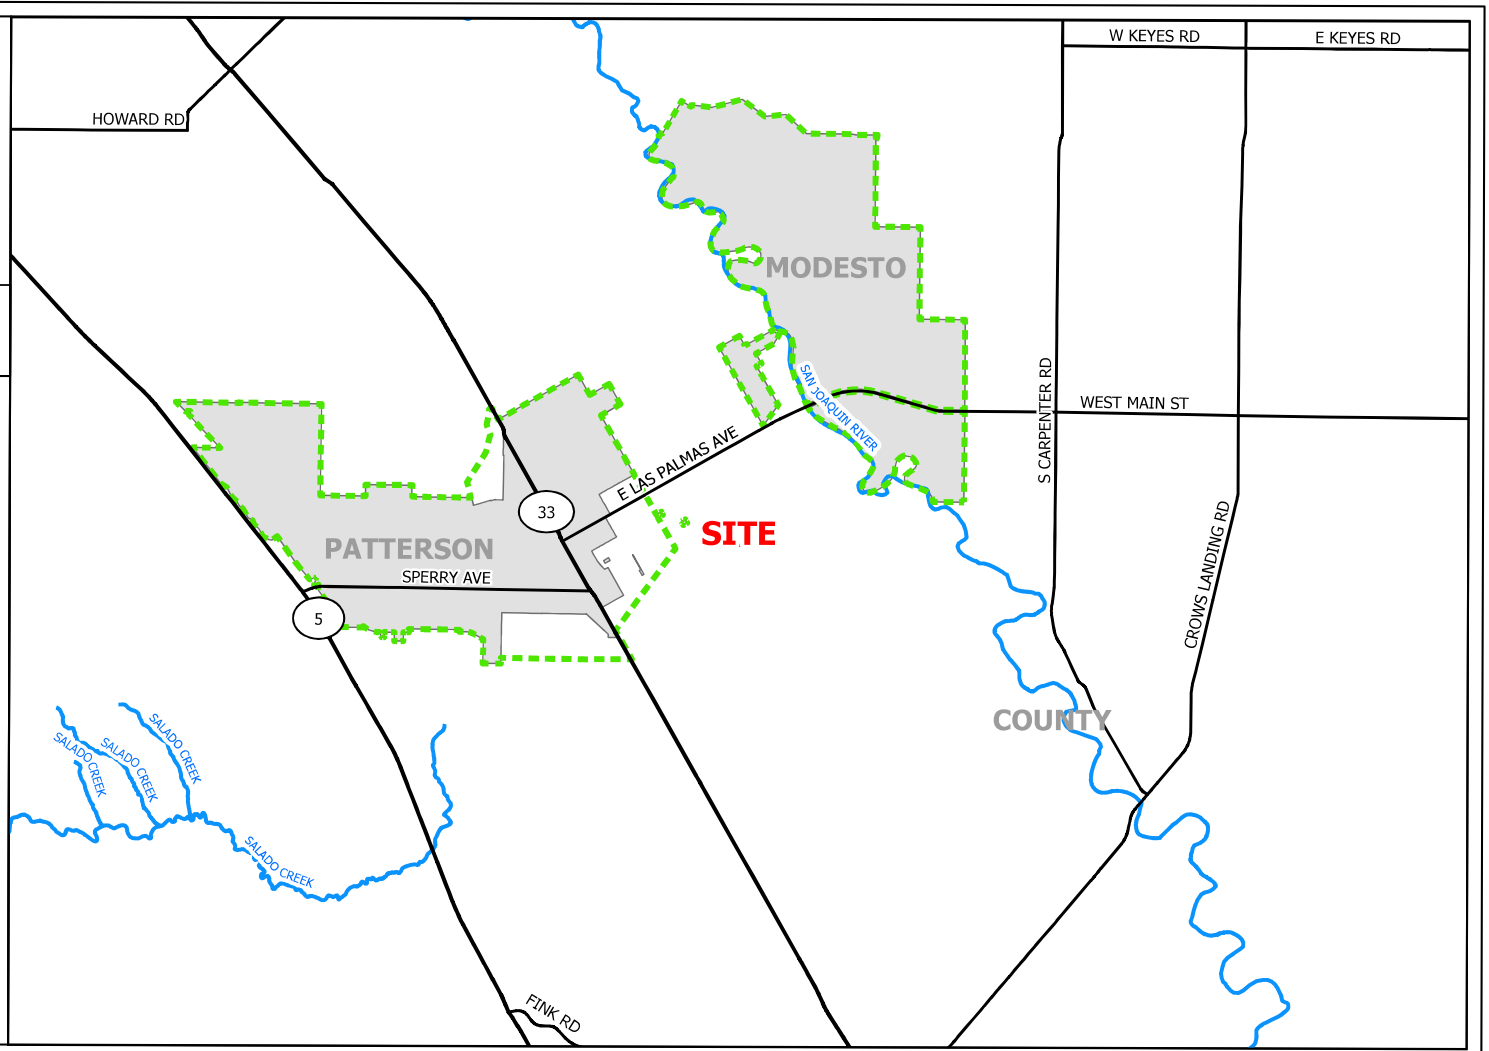 W KEYES RD
E KEYES RD
HOWARD RD
MODESTO
SAN JOAQUIN RIVER
S CARPENTER RD
WEST MAIN ST
E LAS PALMAS AVE
33
SITE
PATTERSON
SPERRY AVE
5
CROWS LANDING RD
COUNTY
SALADO CREEK
SALADO CREEK
SALADO CREEK
SALADO CREEK
FINK RD